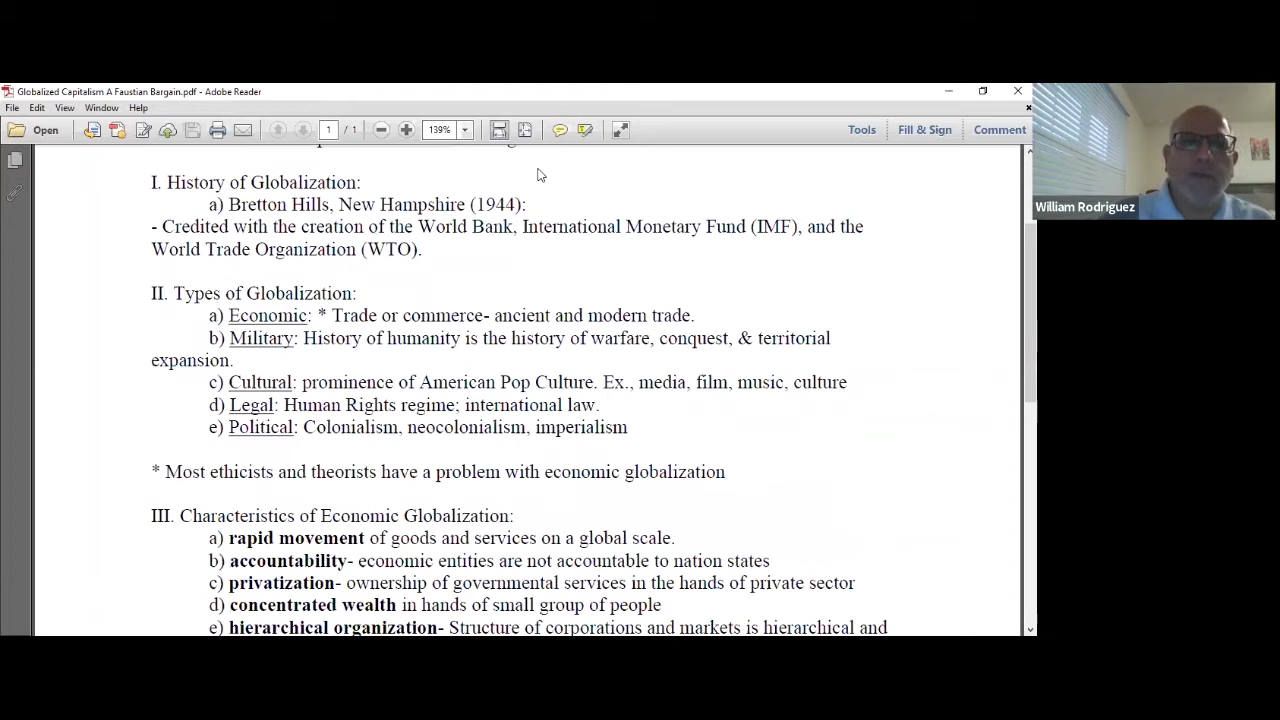 Globalized Capitalism A Faustian Bargain.pdf - Adobe Reader
File Edit View Window Help
Open 1 / 1 139% Tools Fill & Sign Comment
William Rodriguez
I. History of Globalization:
a) Bretton Hills, New Hampshire (1944):
- Credited with the creation of the World Bank, International Monetary Fund (IMF), and the
World Trade Organization (WTO).
II. Types of Globalization:
a) Economic: * Trade or commerce- ancient and modern trade.
b) Military: History of humanity is the history of warfare, conquest, & territorial
expansion.
c) Cultural: prominence of American Pop Culture. Ex., media, film, music, culture
d) Legal: Human Rights regime; international law.
e) Political: Colonialism, neocolonialism, imperialism
* Most ethicists and theorists have a problem with economic globalization
III. Characteristics of Economic Globalization:
a) rapid movement of goods and services on a global scale.
b) accountability- economic entities are not accountable to nation states
c) privatization- ownership of governmental services in the hands of private sector
d) concentrated wealth in hands of small group of people
e) hierarchical organization- Structure of corporations and markets is hierarchical and